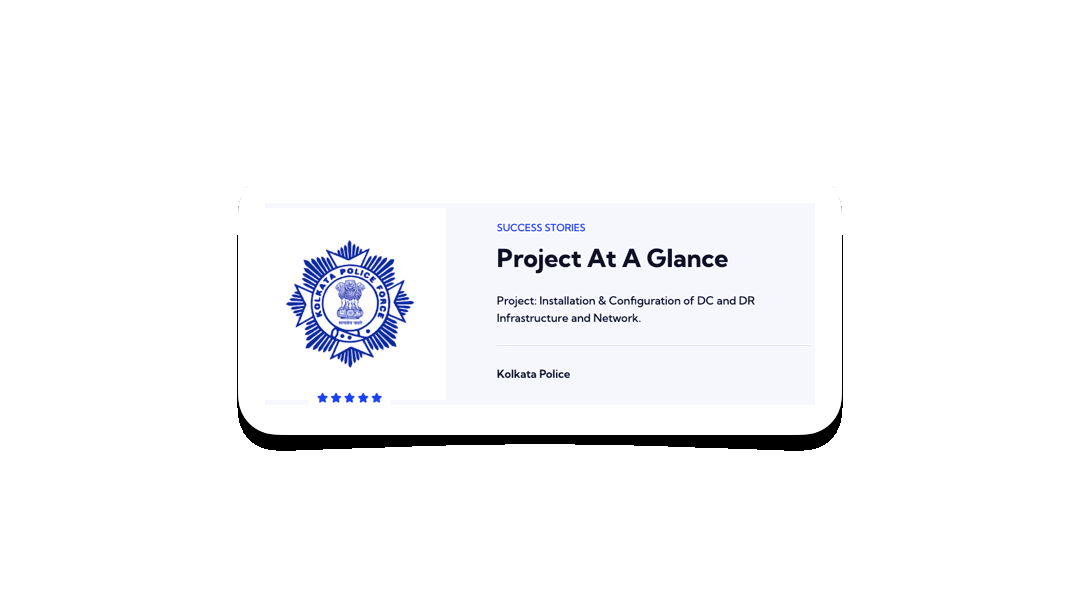 KOLKATA POLICE FORCE
SUCCESS STORIES
Project At A Glance
Project: Installation & Configuration of DC and DR
Infrastructure and Network.
Kolkata Police